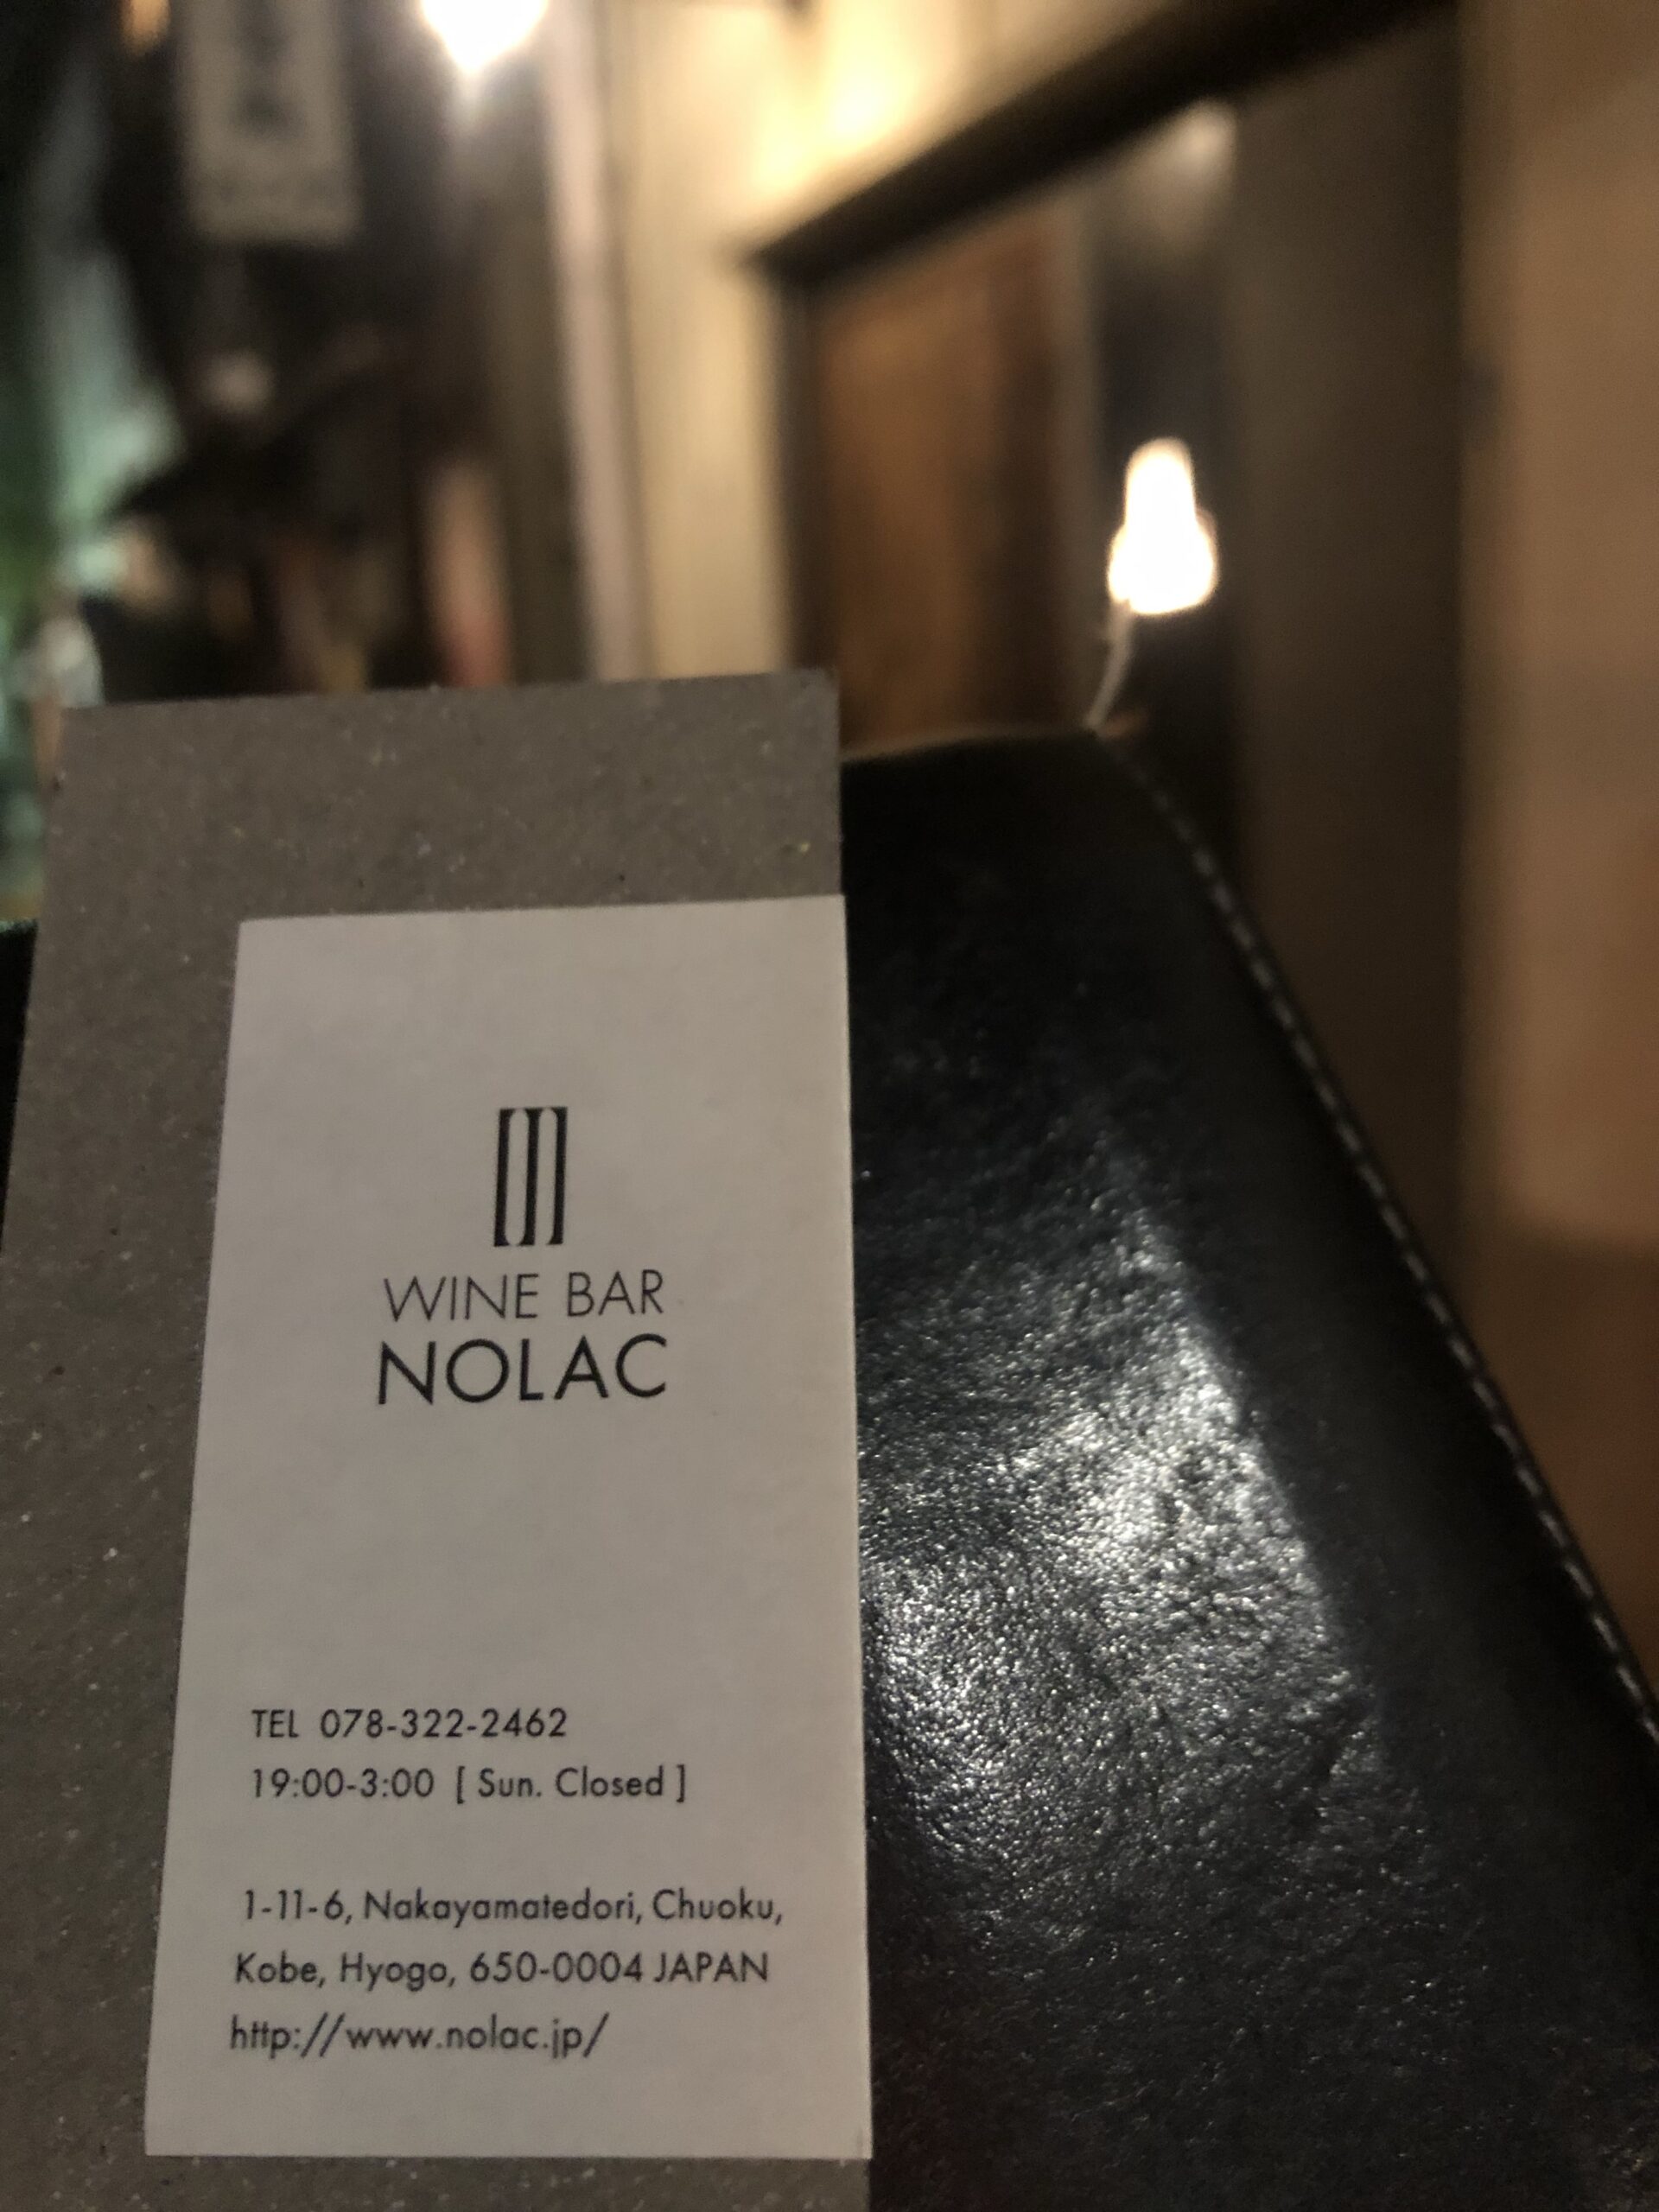 WINE BAR
NOLAC
TEL 078-322-2462
19:00-3:00 [ Sun. Closed ]
1-11-6, Nakayamatedori, Chuoku,
Kobe, Hyogo, 650-0004 JAPAN
http://www.nolac.jp/